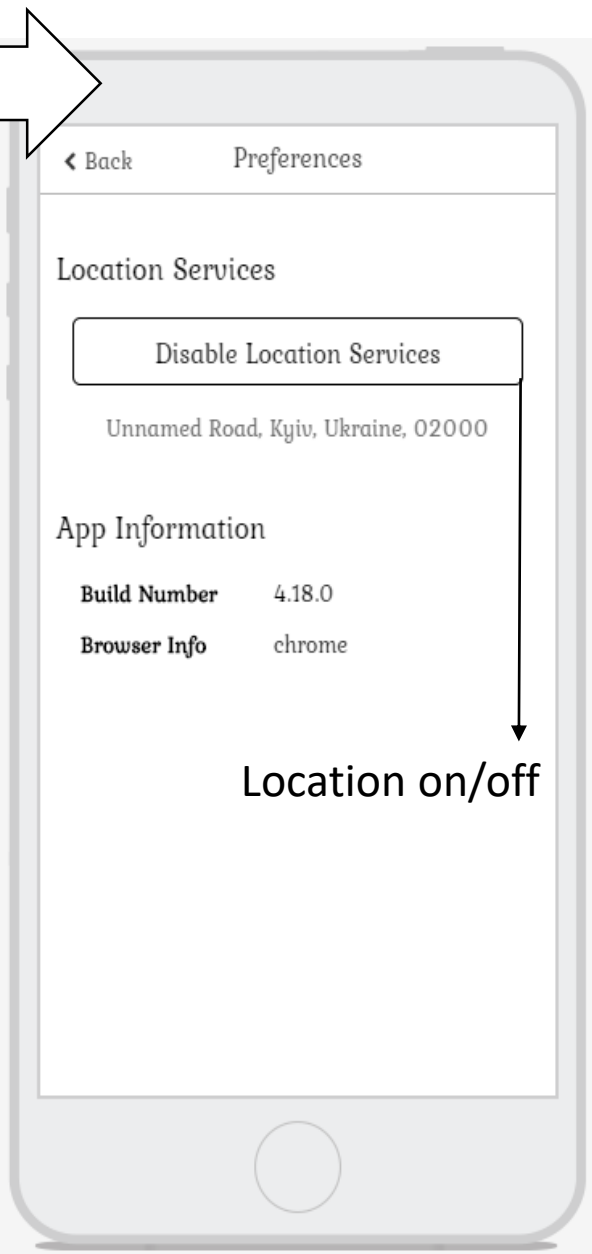 Back Preferences
Location Services
Disable Location Services
Unnamed Road, Kyiv, Ukraine, 02000
App Information
Build Number 4.18.0
Browser Info chrome
Location on/off